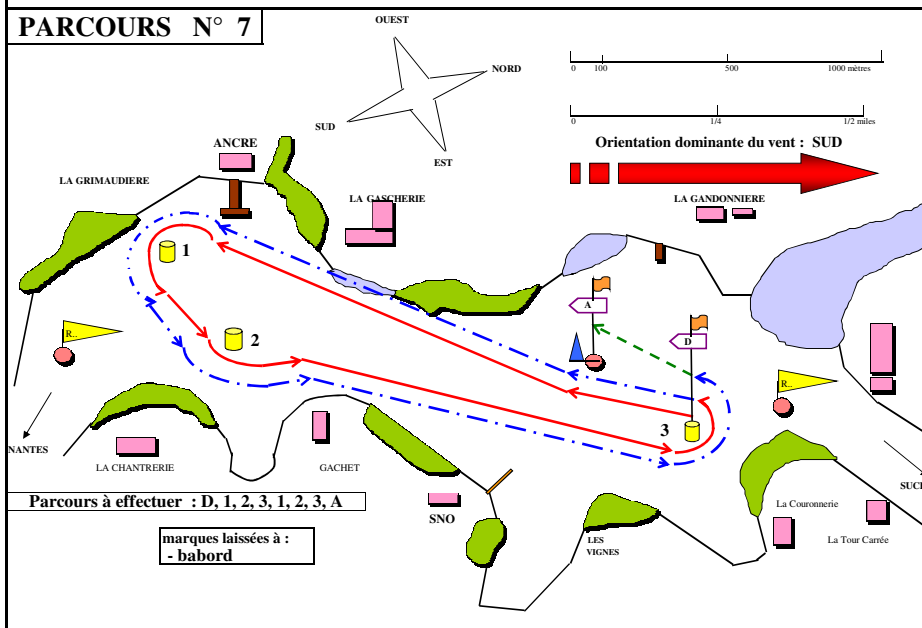 PARCOURS N° 7
OUEST
NORD
SUD
EST
0 100 500 1000 mètres
0 1/4 1/2 miles
Orientation dominante du vent : SUD
ANCRE
LA GRIMAUDIERE
LA GASCHERIE
LA GANDONNIERE
1
2
3
A
D
R..
R..
NANTES
LA CHANTRERIE
GACHET
SNO
LES
VIGNES
La Couronnerie
La Tour Carrée
SUCE
Parcours à effectuer : D, 1, 2, 3, 1, 2, 3, A
marques laissées à :
- babord